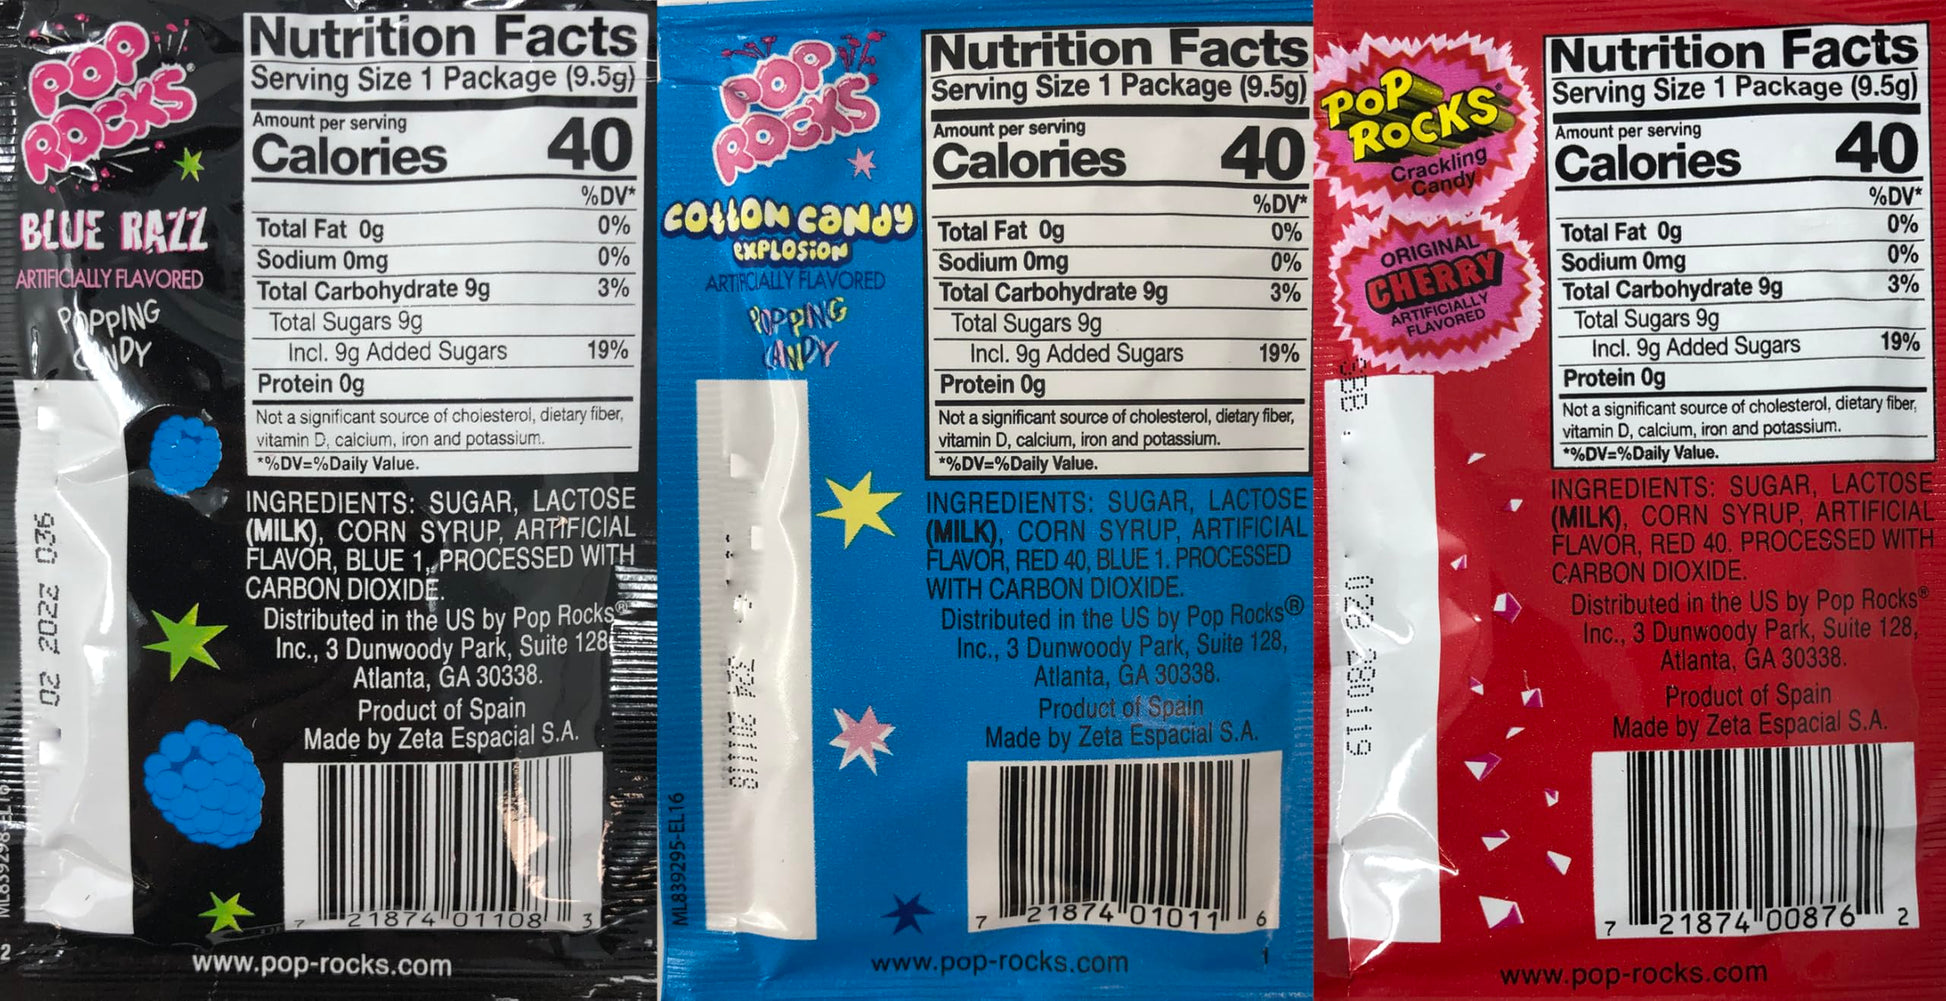 POP
ROCKS®
BLUE RAZZ
ARTIFICIALLY FLAVORED
POPPING
CANDY
Nutrition Facts
Serving Size 1 Package (9.5g)
Amount per serving
Calories 40
%DV*
Total Fat 0g 0%
Sodium 0mg 0%
Total Carbohydrate 9g 3%
Total Sugars 9g
Incl. 9g Added Sugars 19%
Protein 0g
Not a significant source of cholesterol, dietary fiber,
vitamin D, calcium, iron and potassium.
*%DV=%Daily Value.
INGREDIENTS: SUGAR, LACTOSE
(MILK), CORN SYRUP, ARTIFICIAL
FLAVOR, BLUE 1, PROCESSED WITH
CARBON DIOXIDE.
Distributed in the US by Pop Rocks®
Inc., 3 Dunwoody Park, Suite 128,
Atlanta, GA 30338.
Product of Spain
Made by Zeta Espacial S.A.
02 2022 036
7 21874 01108 3
2
www.pop-rocks.com
POP
ROCKS
COTTON CANDY
EXPLOSION
ARTIFICIALLY FLAVORED
POPPING
CANDY
Nutrition Facts
Serving Size 1 Package (9.5g)
Amount per serving
Calories 40
%DV*
Total Fat 0g 0%
Sodium 0mg 0%
Total Carbohydrate 9g 3%
Total Sugars 9g
Incl. 9g Added Sugars 19%
Protein 0g
Not a significant source of cholesterol, dietary fiber,
vitamin D, calcium, iron and potassium.
*%DV=%Daily Value.
INGREDIENTS: SUGAR, LACTOSE
(MILK), CORN SYRUP, ARTIFICIAL
FLAVOR, RED 40, BLUE 1. PROCESSED
WITH CARBON DIOXIDE.
Distributed in the US by Pop Rocks®
Inc., 3 Dunwoody Park, Suite 128,
Atlanta, GA 30338.
Product of Spain
Made by Zeta Espacial S.A.
ML839295-EL16
7 21874 01011 6
www.pop-rocks.com
1
POP
ROCKS®
Crackling
Candy
ORIGINAL
CHERRY
ARTIFICIALLY
FLAVORED
Nutrition Facts
Serving Size 1 Package (9.5g)
Amount per serving
Calories 40
%DV*
Total Fat 0g 0%
Sodium 0mg 0%
Total Carbohydrate 9g 3%
Total Sugars 9g
Incl. 9g Added Sugars 19%
Protein 0g
Not a significant source of cholesterol, dietary fiber,
vitamin D, calcium, iron and potassium.
*%DV=%Daily Value.
INGREDIENTS: SUGAR, LACTOSE
(MILK), CORN SYRUP, ARTIFICIAL
FLAVOR, RED 40. PROCESSED WITH
CARBON DIOXIDE.
Distributed in the US by Pop Rocks®
Inc., 3 Dunwoody Park, Suite 128,
Atlanta, GA 30338.
Product of Spain
Made by Zeta Espacial S.A.
7 21874 00876 2
www.pop-rocks.com